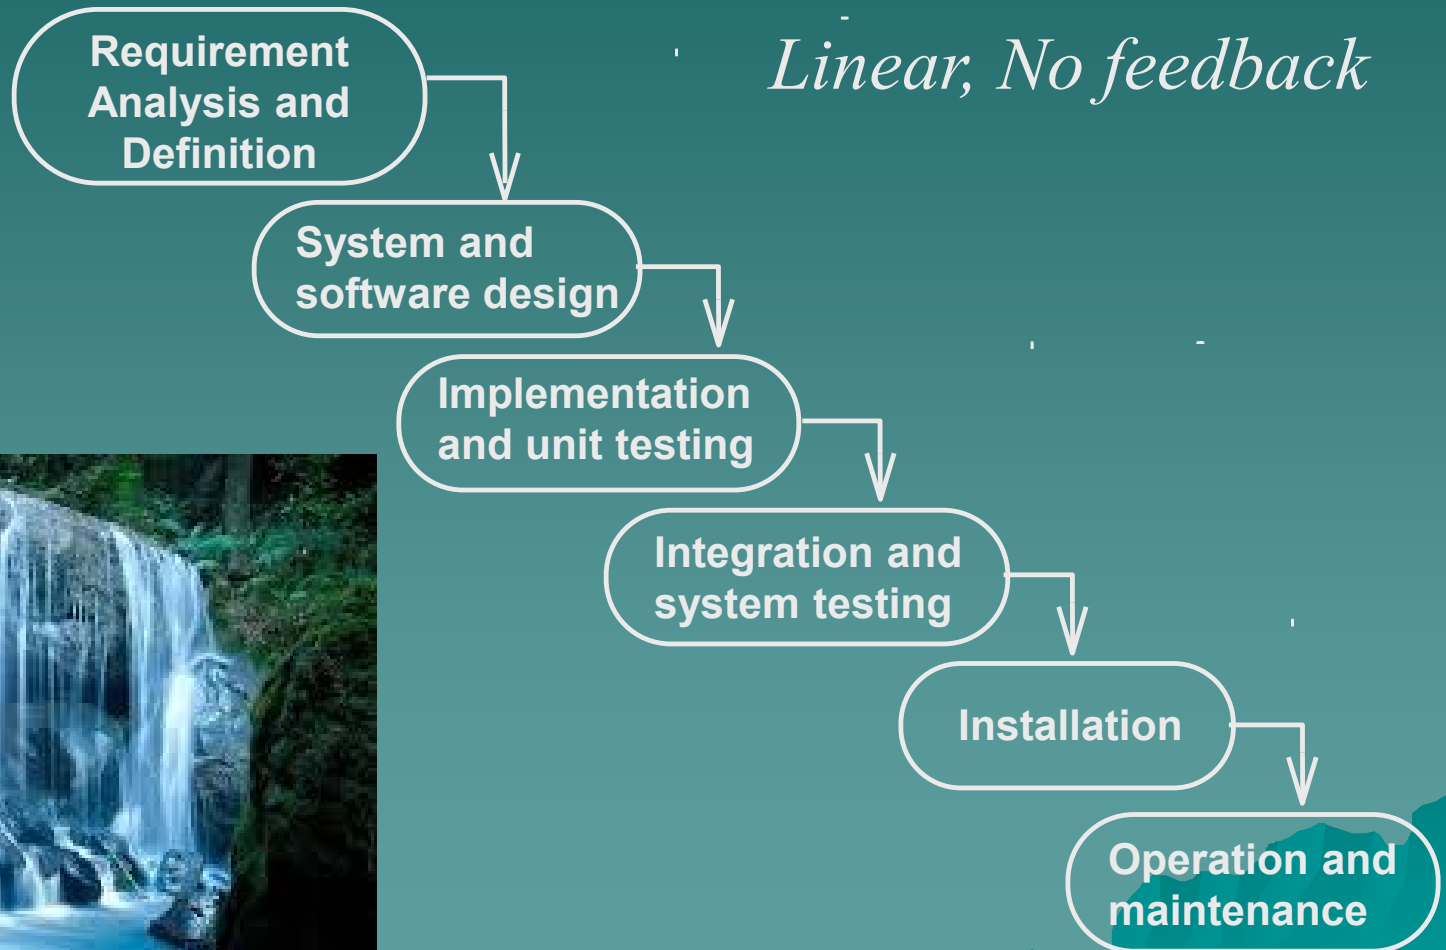 Linear, No feedback
Requirement
Analysis and
Definition
System and
software design
Implementation
and unit testing
Integration and
system testing
Installation
Operation and
maintenance